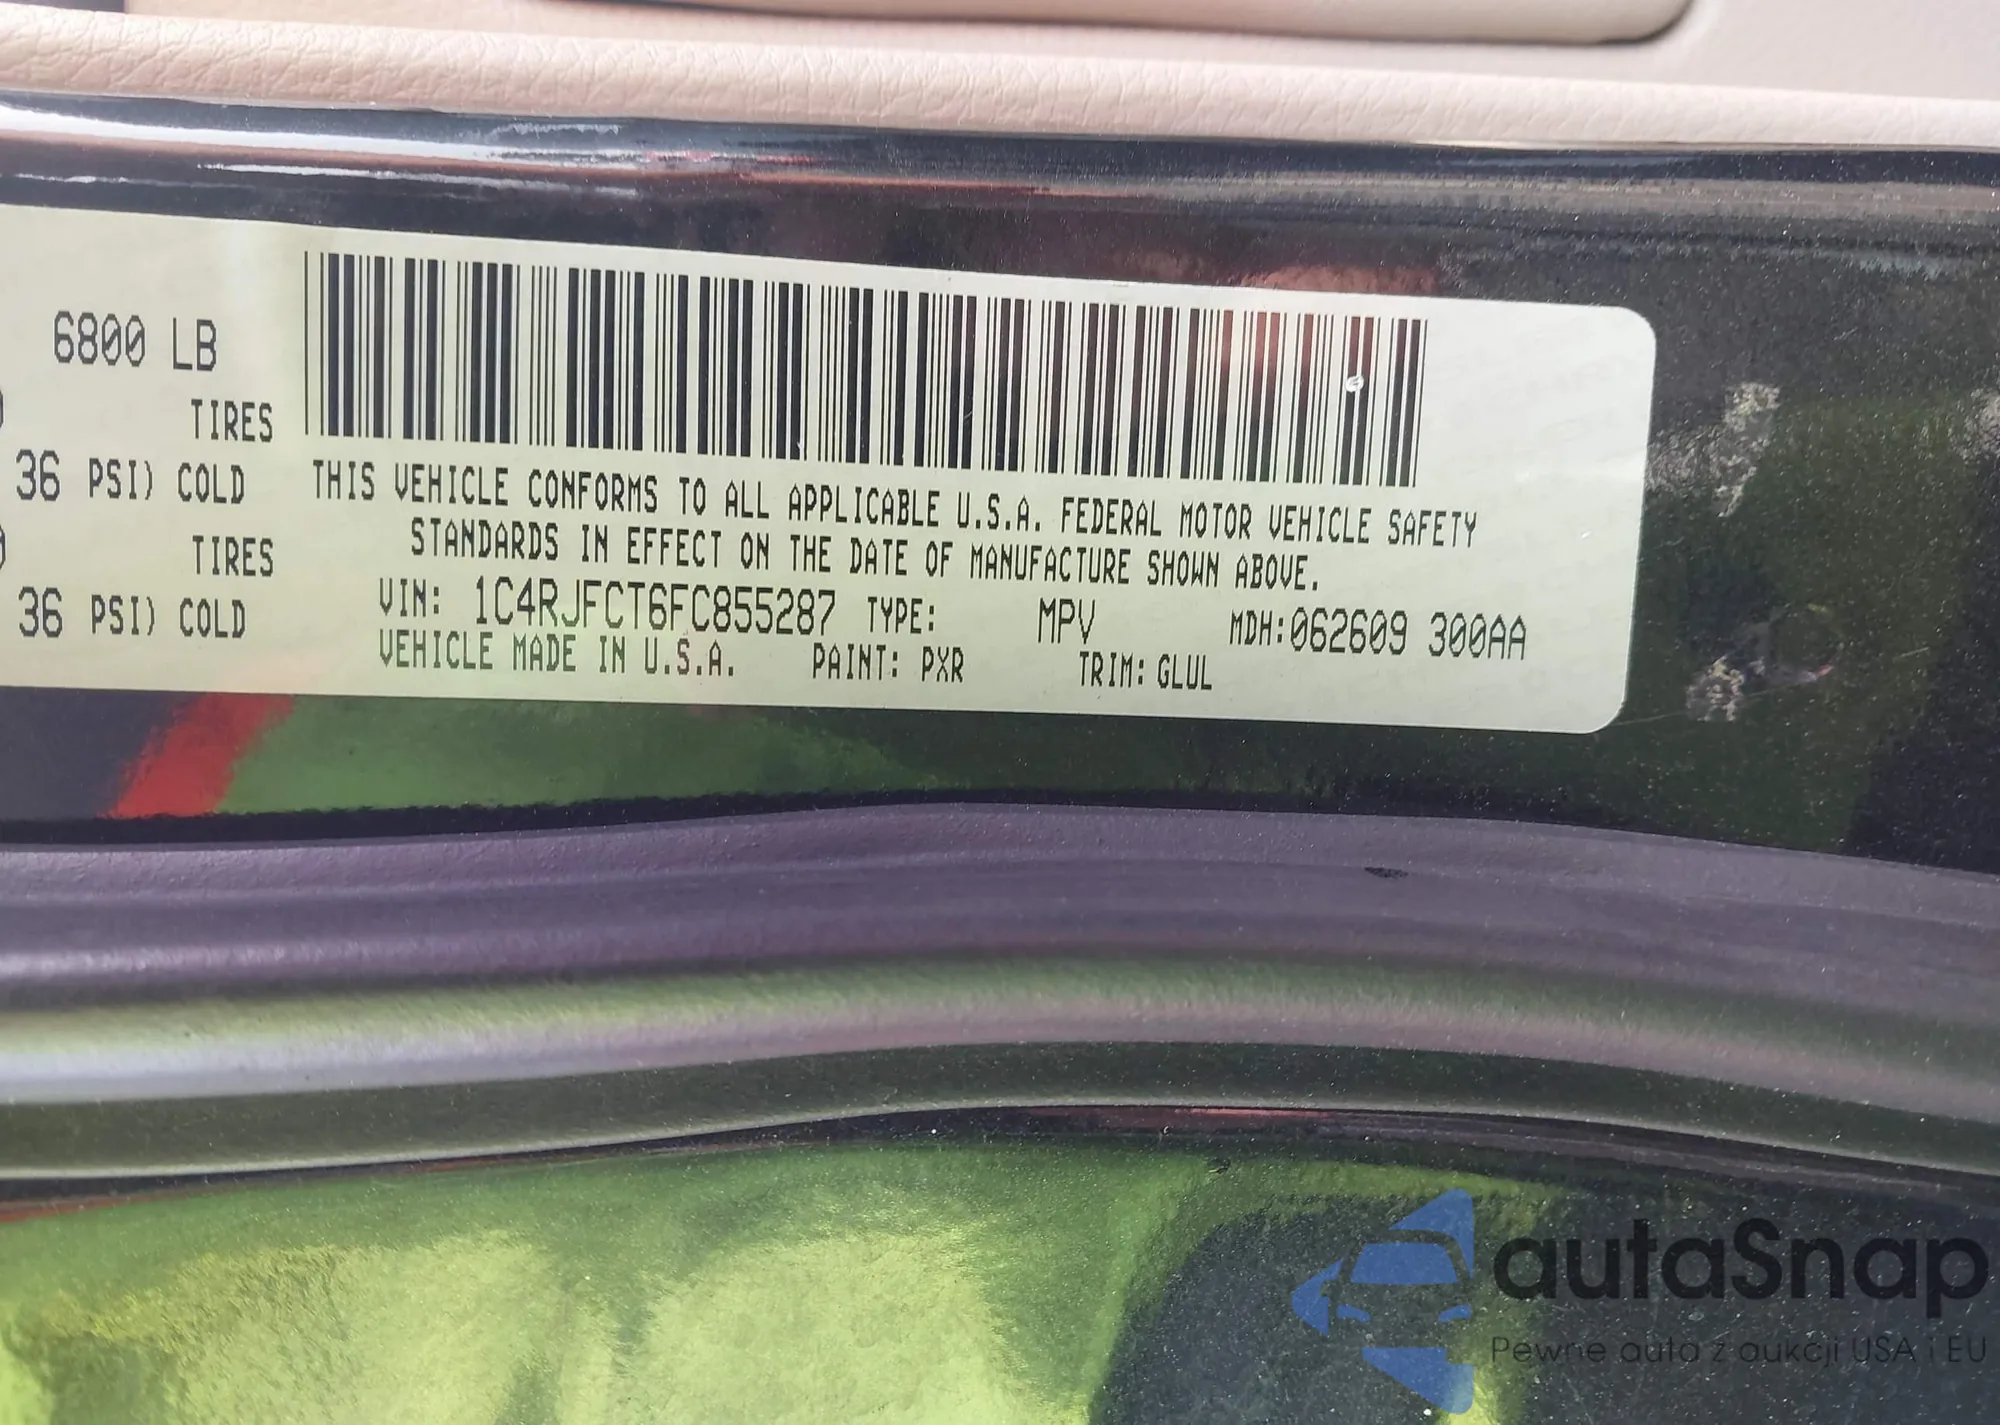 6800 LB
TIRES
36 PSI) COLD
TIRES
36 PSI) COLD
THIS VEHICLE CONFORMS TO ALL APPLICABLE U.S.A. FEDERAL MOTOR VEHICLE SAFETY
STANDARDS IN EFFECT ON THE DATE OF MANUFACTURE SHOWN ABOVE.
VIN: 1C4RJFCT6FC855287 TYPE: MPV MDH:062609 300AA
VEHICLE MADE IN U.S.A. PAINT: PXR TRIM: GLUL
autaSnap
Pewne auta z aukcji USA i EU